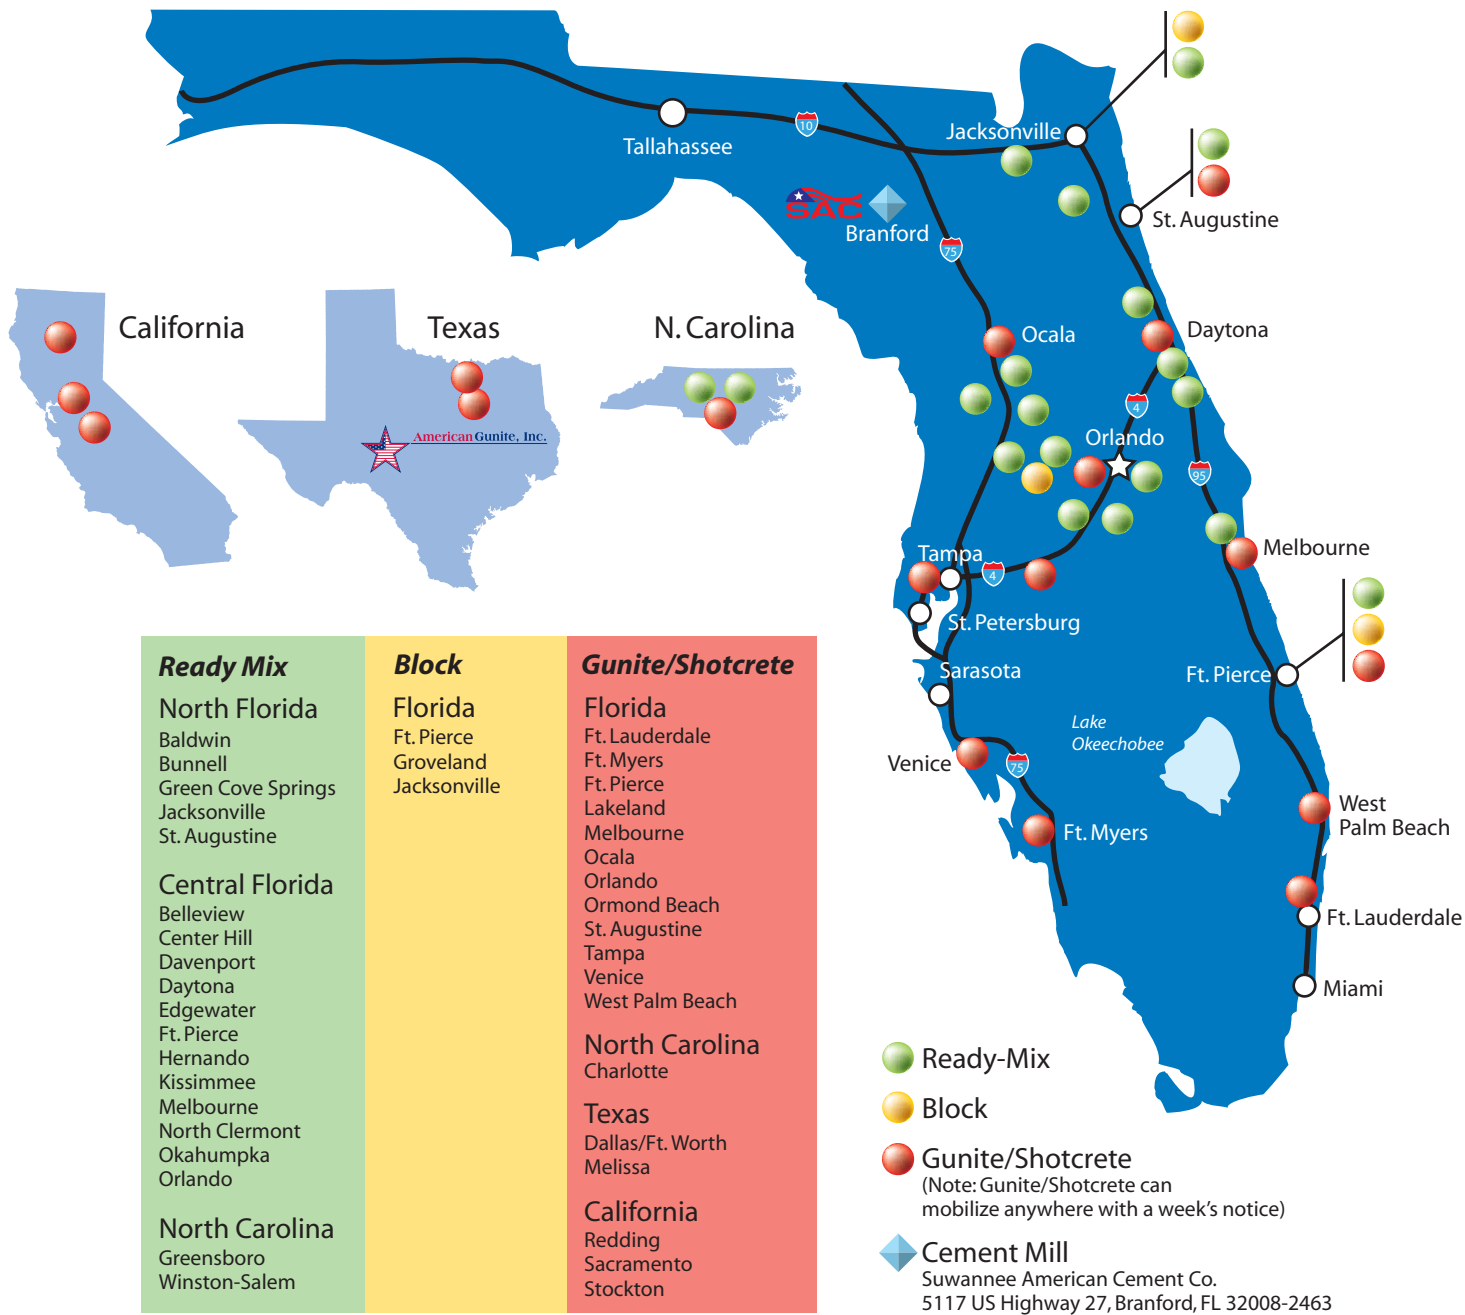 Jacksonville
10
Tallahassee
St. Augustine
SAC
Branford
75
California
Texas
N. Carolina
Ocala
Daytona
American Gunite, Inc.
4
Orlando
95
Tampa
4
Melbourne
St. Petersburg
Sarasota
Ft. Pierce
Lake
Okeechobee
Venice
75
Ft. Myers
West
Palm Beach
Ft. Lauderdale
Miami
Ready Mix
North Florida
Baldwin
Bunnell
Green Cove Springs
Jacksonville
St. Augustine
Central Florida
Belleview
Center Hill
Davenport
Daytona
Edgewater
Ft. Pierce
Hernando
Kissimmee
Melbourne
North Clermont
Okahumpka
Orlando
North Carolina
Greensboro
Winston-Salem
Block
Florida
Ft. Pierce
Groveland
Jacksonville
Gunite/Shotcrete
Florida
Ft. Lauderdale
Ft. Myers
Ft. Pierce
Lakeland
Melbourne
Ocala
Orlando
Ormond Beach
St. Augustine
Tampa
Venice
West Palm Beach
North Carolina
Charlotte
Texas
Dallas/Ft. Worth
Melissa
California
Redding
Sacramento
Stockton
Ready-Mix
Block
Gunite/Shotcrete
(Note: Gunite/Shotcrete can
mobilize anywhere with a week's notice)
Cement Mill
Suwannee American Cement Co.
5117 US Highway 27, Branford, FL 32008-2463